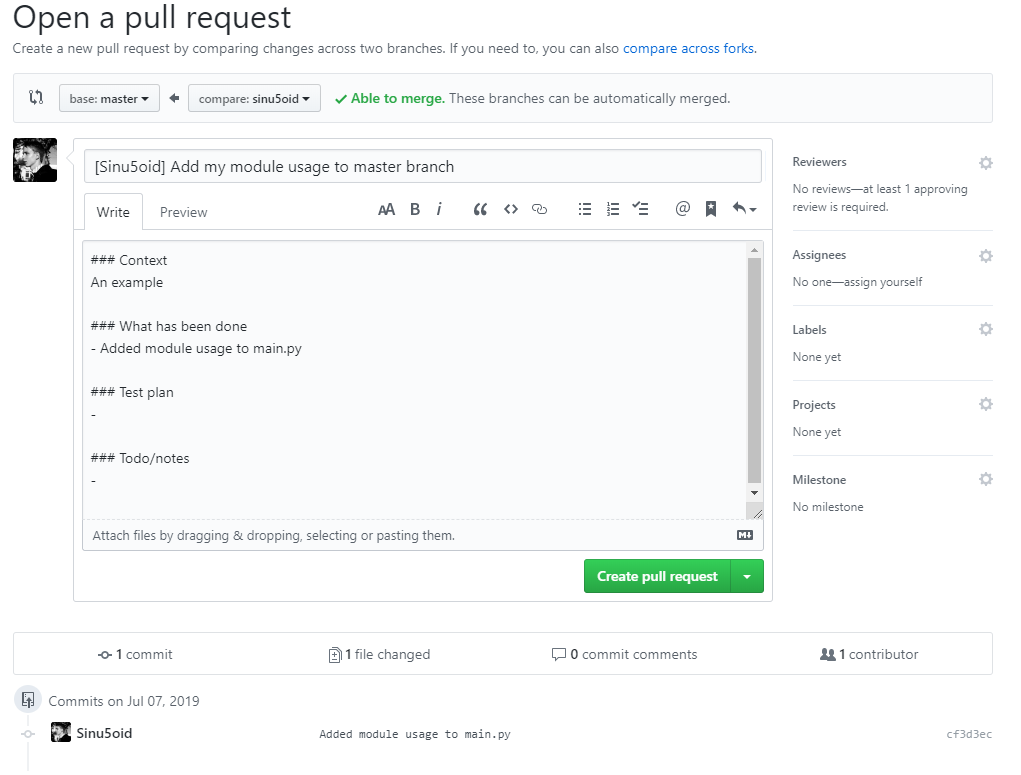 Open a pull request
Create a new pull request by comparing changes across two branches. If you need to, you can also compare across forks.
base: master
compare: sinu5oid
Able to merge. These branches can be automatically merged.
[Sinu5oid] Add my module usage to master branch
Write
Preview
AA B i
@
### Context
An example
### What has been done
- Added module usage to main.py
### Test plan
-
### Todo/notes
-
Attach files by dragging & dropping, selecting or pasting them.
Create pull request
Reviewers
No reviews—at least 1 approving
review is required.
Assignees
No one—assign yourself
Labels
None yet
Projects
None yet
Milestone
No milestone
1 commit
1 file changed
0 commit comments
1 contributor
Commits on Jul 07, 2019
Sinu5oid
Added module usage to main.py
cf3d3ec